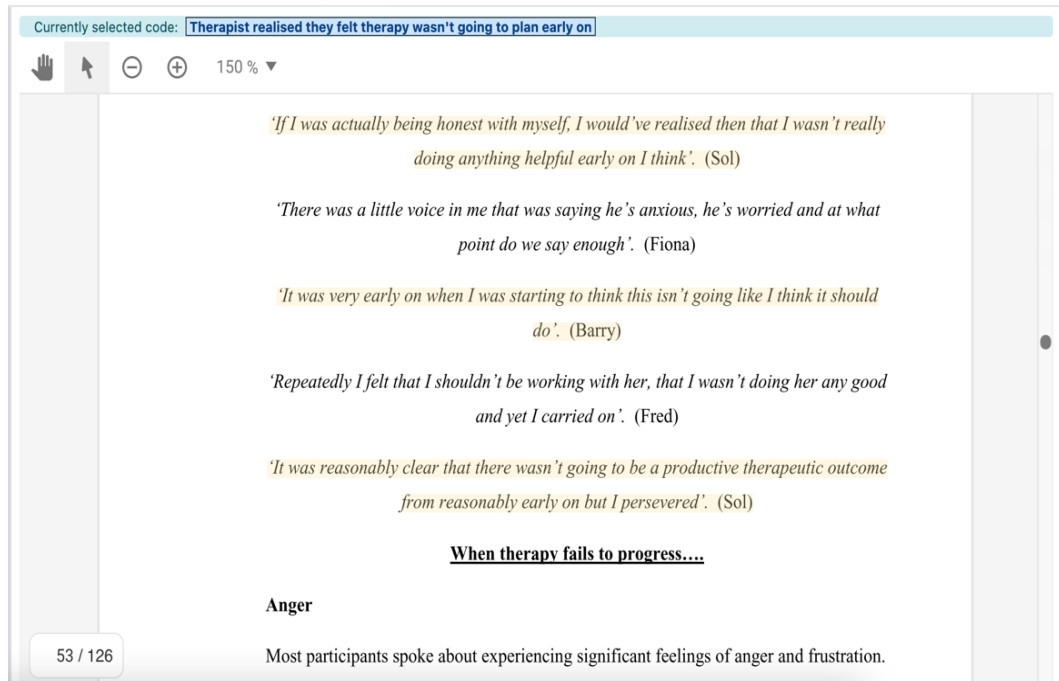 Currently selected code: Therapist realised they felt therapy wasn't going to plan early on
150 % ▼
‘If I was actually being honest with myself, I would’ve realised then that I wasn’t really
doing anything helpful early on I think’. (Sol)
‘There was a little voice in me that was saying he’s anxious, he’s worried and at what
point do we say enough’. (Fiona)
‘It was very early on when I was starting to think this isn’t going like I think it should
do’. (Barry)
‘Repeatedly I felt that I shouldn’t be working with her, that I wasn’t doing her any good
and yet I carried on’. (Fred)
‘It was reasonably clear that there wasn’t going to be a productive therapeutic outcome
from reasonably early on but I persevered’. (Sol)
When therapy fails to progress….
Anger
53 / 126
Most participants spoke about experiencing significant feelings of anger and frustration.